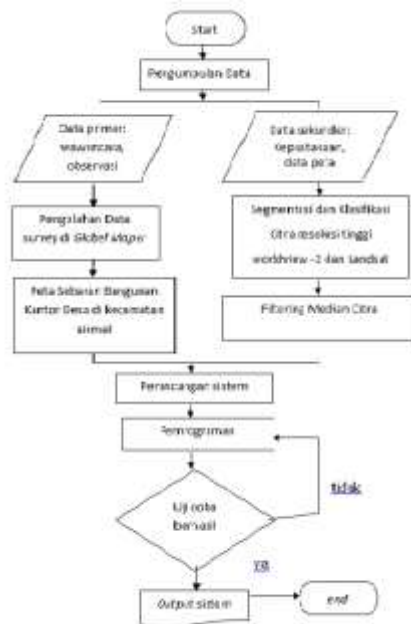 Start
Pengumpulan Data
Data primer:
wawancara,
observasi
Data sekunder:
Kepustakaan,
data peta
Pengolahan Data
survey di Global Maper
Segmentasi dan Klasifikasi
Citra resolusi tinggi
worldview -2 dan Landsat
Peta Sebaran Bangunan
Kantor Desa di kecamatan
Filtering Median Citra
Perancangan sistem
Pemrograman
Uji coba
berhasil
tidak
ya
Output sistem
end